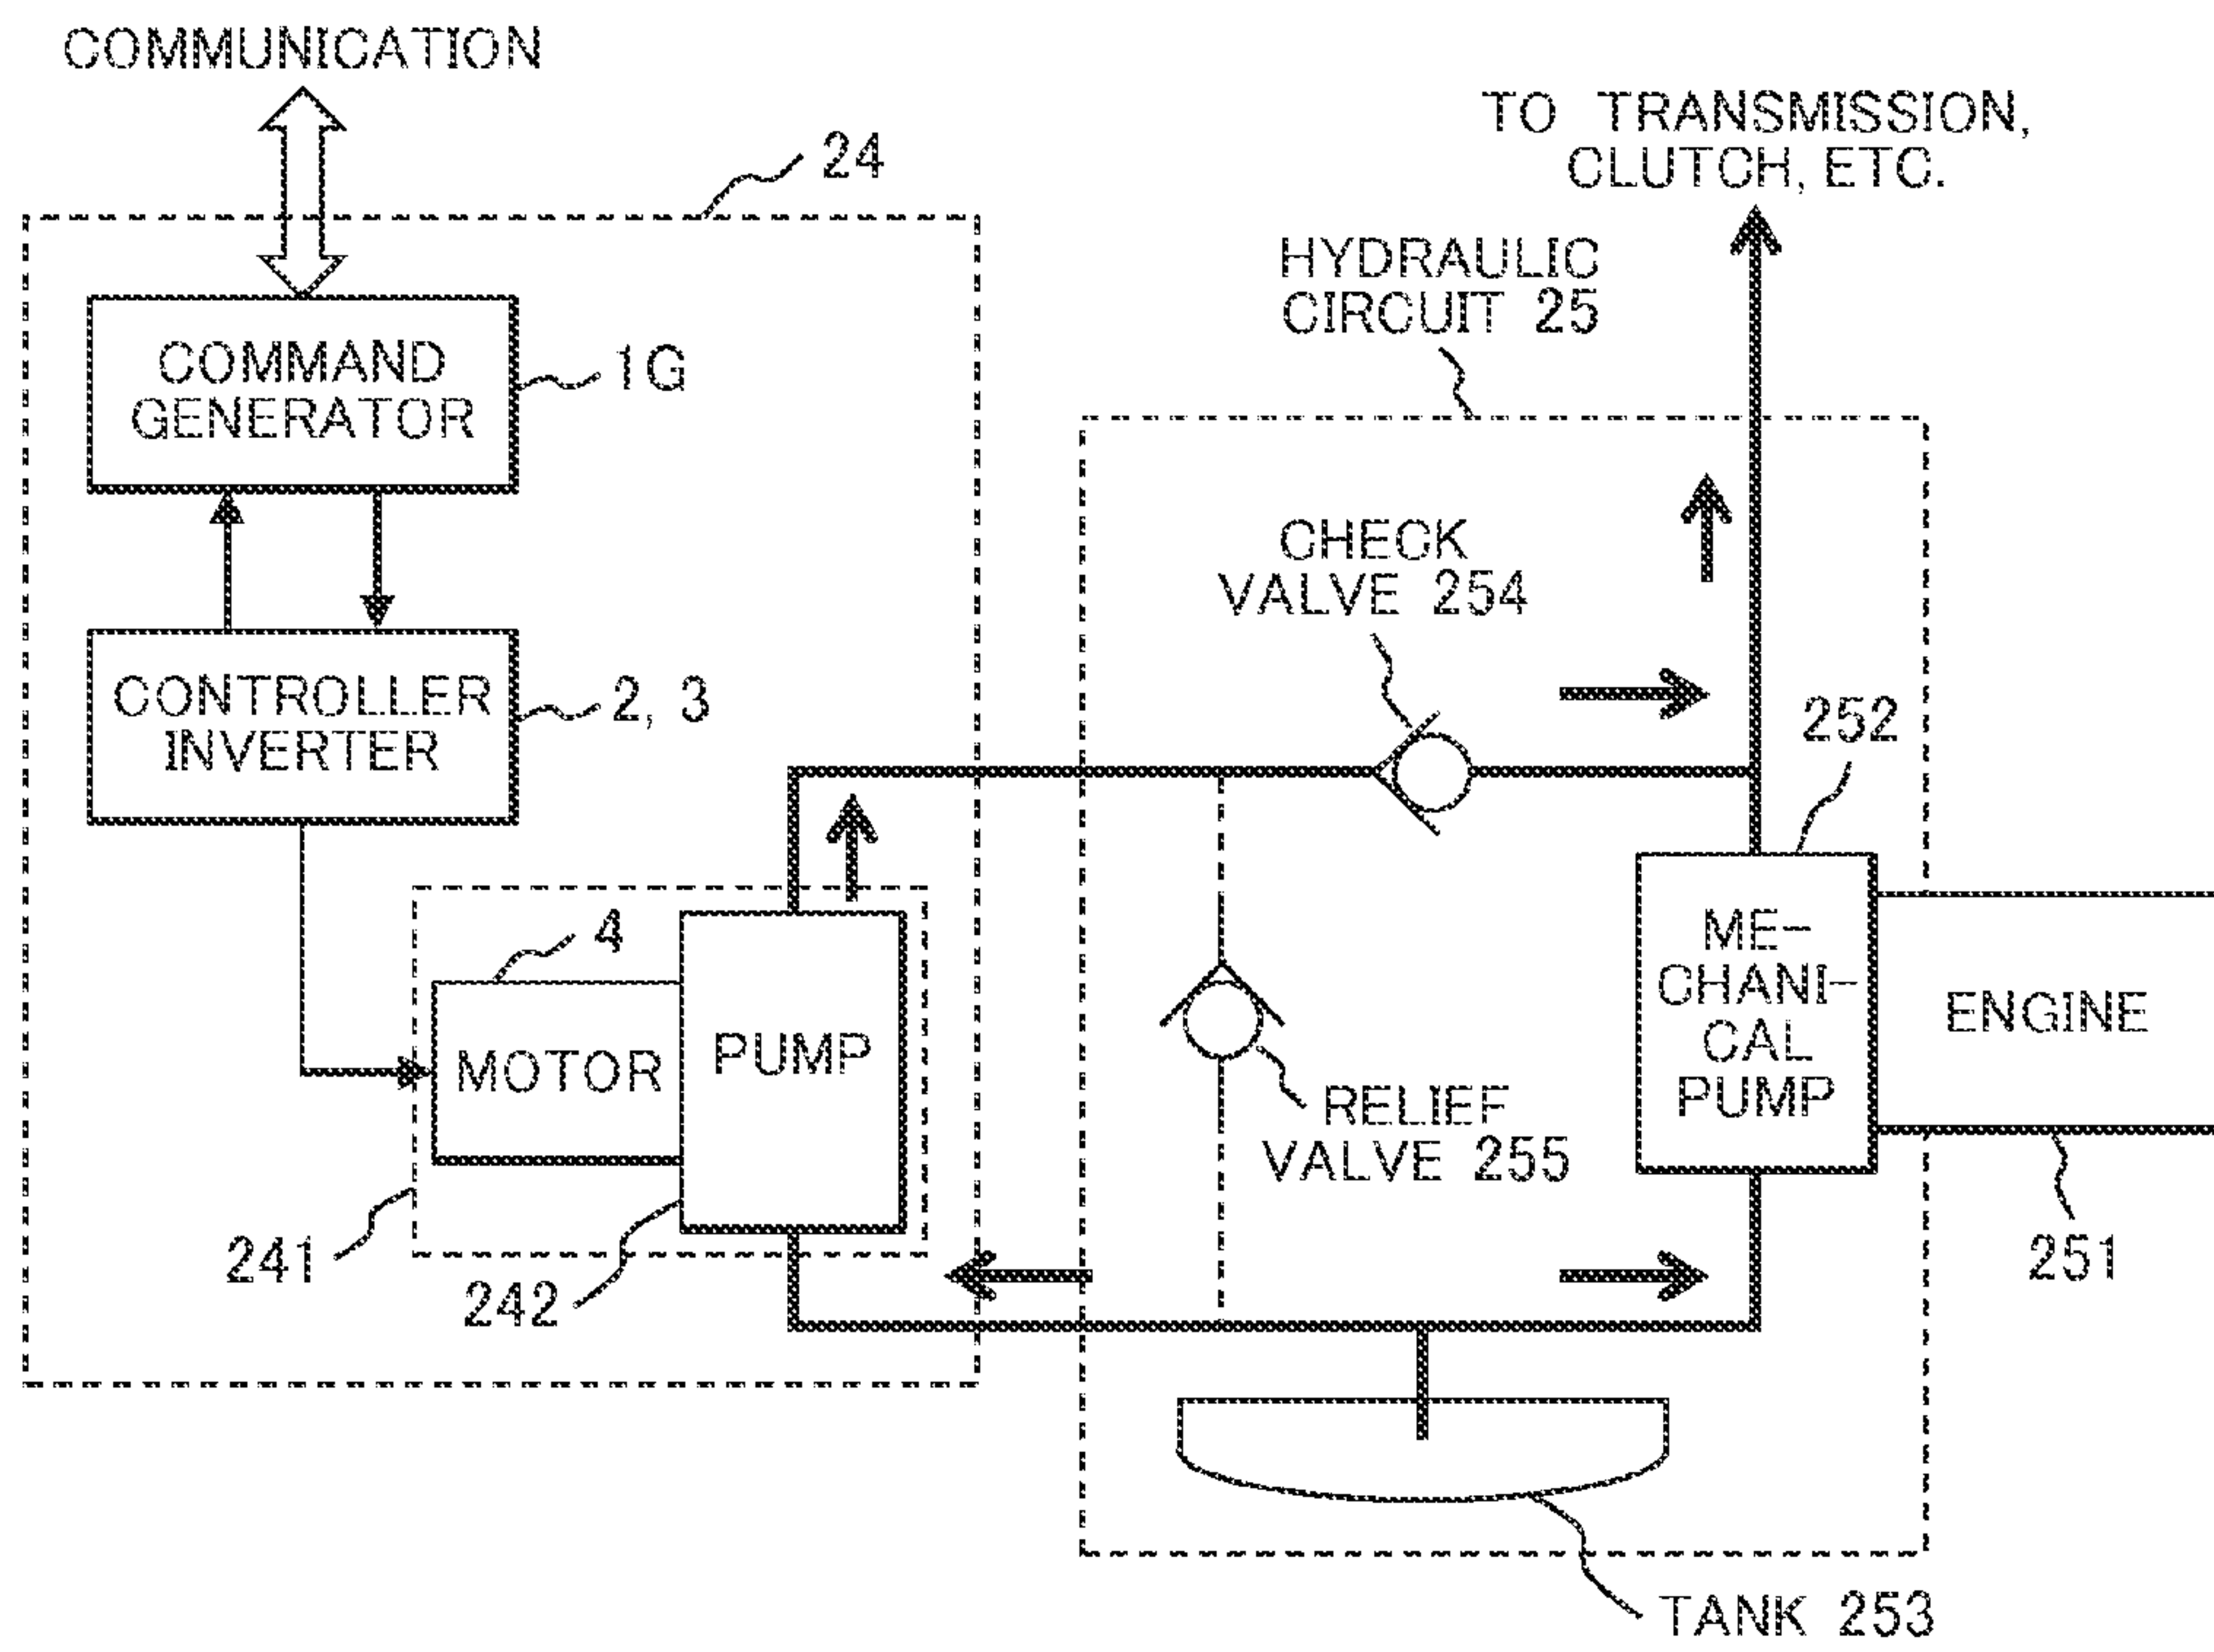 COMMUNICATION
24
TO TRANSMISSION,
CLUTCH, ETC.
HYDRAULIC
CIRCUIT 25
COMMAND
GENERATOR
1G
CHECK
VALVE 254
CONTROLLER
INVERTER
2, 3
252
4
MOTOR
PUMP
ME-
CHANI-
CAL
PUMP
ENGINE
RELIEF
VALVE 255
241
242
251
TANK 253